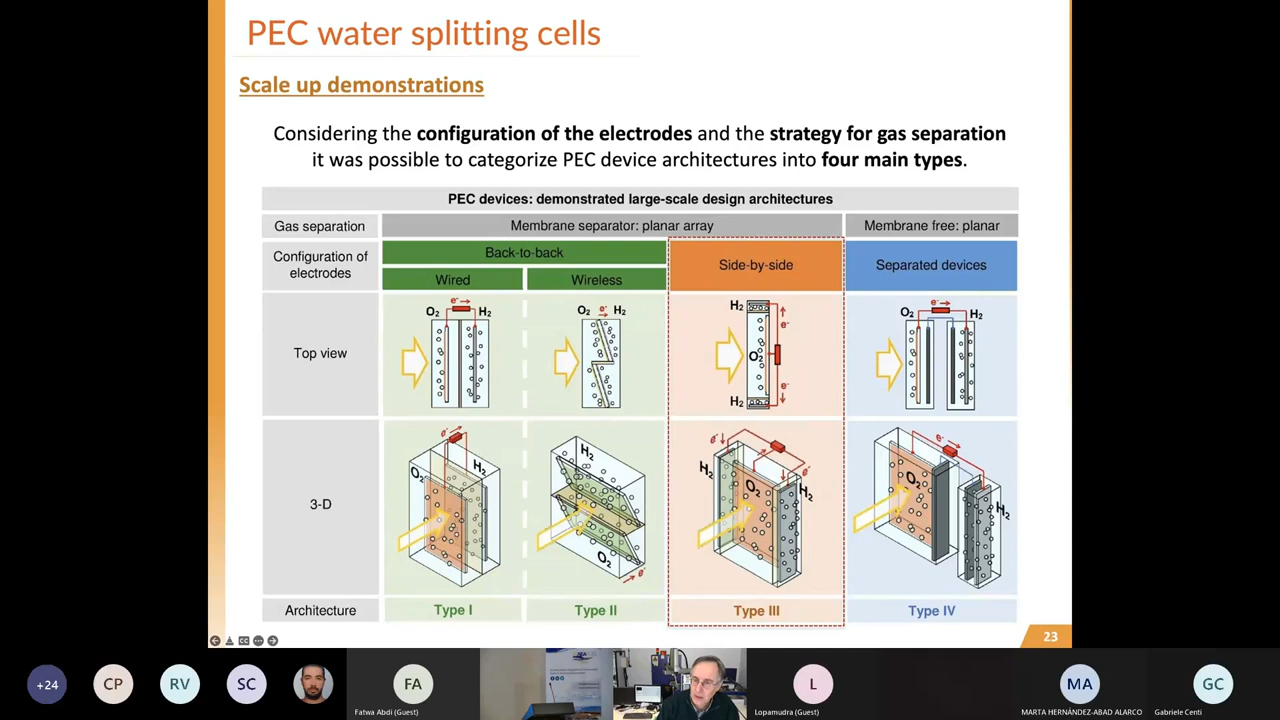 PEC water splitting cells
Scale up demonstrations
Considering the configuration of the electrodes and the strategy for gas separation
it was possible to categorize PEC device architectures into four main types.
PEC devices: demonstrated large-scale design architectures
Gas separation
Membrane separator: planar array
Membrane free: planar
Configuration of
electrodes
Back-to-back
Wired
Wireless
Side-by-side
Separated devices
Top view
O₂ e⁻ H₂
O₂ e⁻ H₂
H₂
e⁻
O₂
e⁻
H₂
O₂ e⁻ H₂
3-D
e⁻
O₂ H₂
H₂
O₂
e⁻
e⁻
H₂
O₂
e⁻
H₂
e⁻
O₂
H₂
Architecture
Type I
Type II
Type III
Type IV
23
+24
CP
RV
SC
FA
Fatwa Abdi (Guest)
L
Lopamudra (Guest)
MA
MARTA HERNÁNDEZ-ABAD ALARCO...
GC
Gabriele Centi